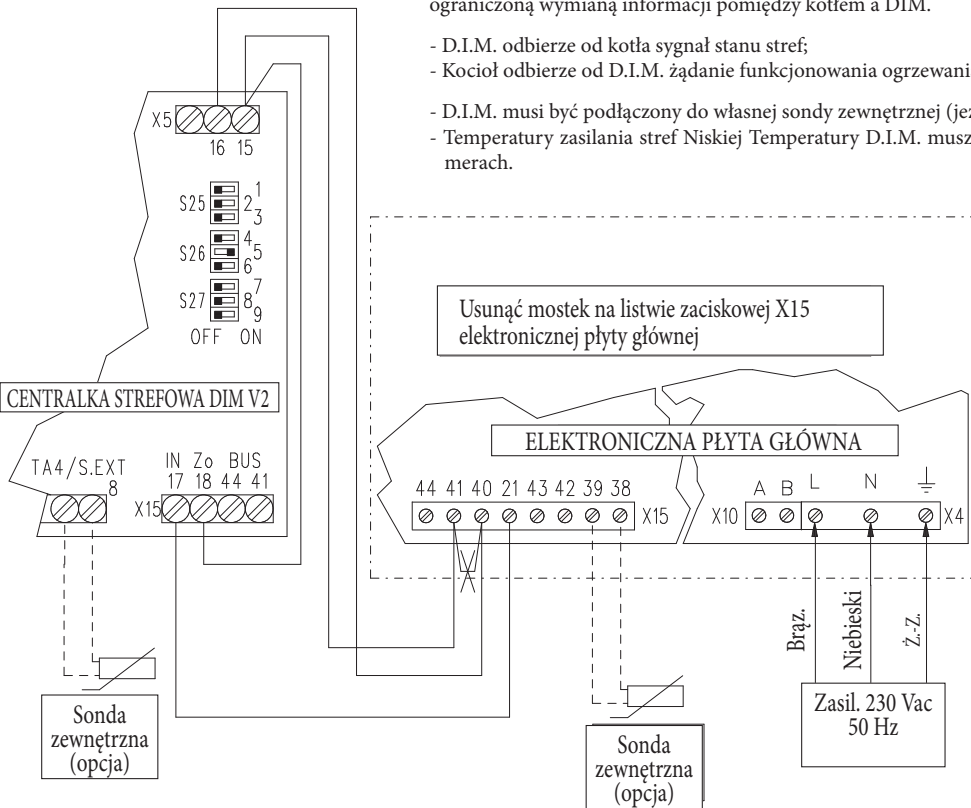 ograniczoną wymianą informacji pomiędzy kotłem a DIM.
- D.I.M. odbierze od kotła sygnał stanu stref;
- Kocioł odbierze od D.I.M. żądanie funkcjonowania ogrzewani
- D.I.M. musi być podłączony do własnej sondy zewnętrznej (jeż
- Temperatury zasilania stref Niskiej Temperatury D.I.M. musz
merach.
X5
16 15
S25
1
2
3
S26
4
5
6
S27
7
8
9
OFF ON
Usunąć mostek na listwie zaciskowej X15
elektronicznej płyty głównej
CENTRALKA STREFOWA DIM V2
ELEKTRONICZNA PŁYTA GŁÓWNA
TA4/S.EXT
8
IN Zo BUS
17 18 44 41
X15
44 41 40 21 43 42 39 38
X15
A B L N
X10
X4
Brąz.
Niebieski
Ż.-Z.
Sonda
zewnętrzna
(opcja)
Sonda
zewnętrzna
(opcja)
Zasil. 230 Vac
50 Hz